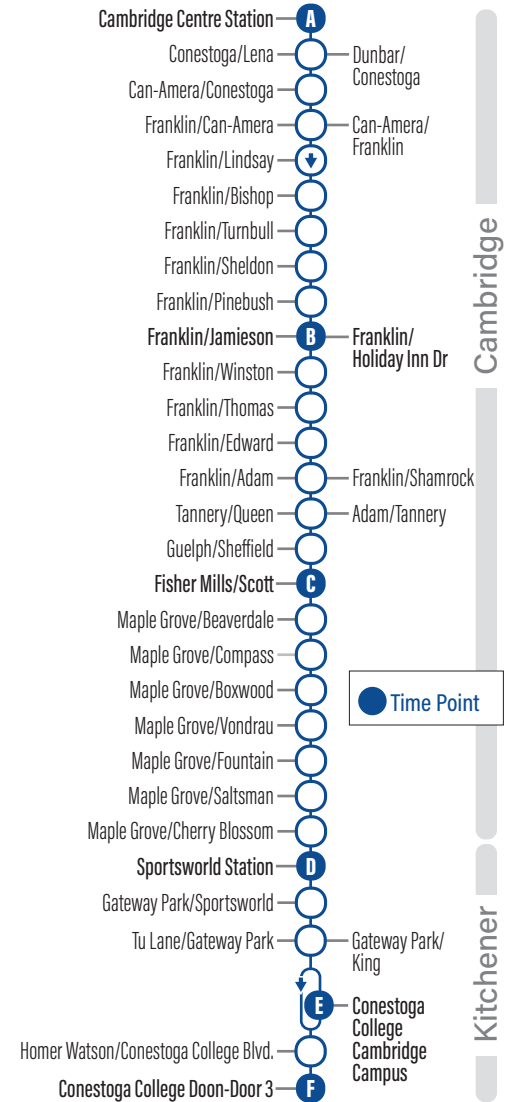 Cambridge Centre Station
A
Conestoga/Lena
Dunbar/
Conestoga
Can-Amera/Conestoga
Franklin/Can-Amera
Can-Amera/
Franklin
Franklin/Lindsay
Franklin/Bishop
Franklin/Turnbull
Franklin/Sheldon
Franklin/Pinebush
Cambridge
Franklin/Jamieson
B
Franklin/
Holiday Inn Dr
Franklin/Winston
Franklin/Thomas
Franklin/Edward
Franklin/Adam
Franklin/Shamrock
Tannery/Queen
Adam/Tannery
Guelph/Sheffield
Fisher Mills/Scott
C
Maple Grove/Beaverdale
Maple Grove/Compass
Maple Grove/Boxwood
Time Point
Maple Grove/Vondrau
Maple Grove/Fountain
Maple Grove/Saltsman
Maple Grove/Cherry Blossom
Sportsworld Station
D
Gateway Park/Sportsworld
Tu Lane/Gateway Park
Gateway Park/
King
Kitchener
E
Conestoga
College
Cambridge
Campus
Homer Watson/Conestoga College Blvd.
Conestoga College Doon-Door 3
F